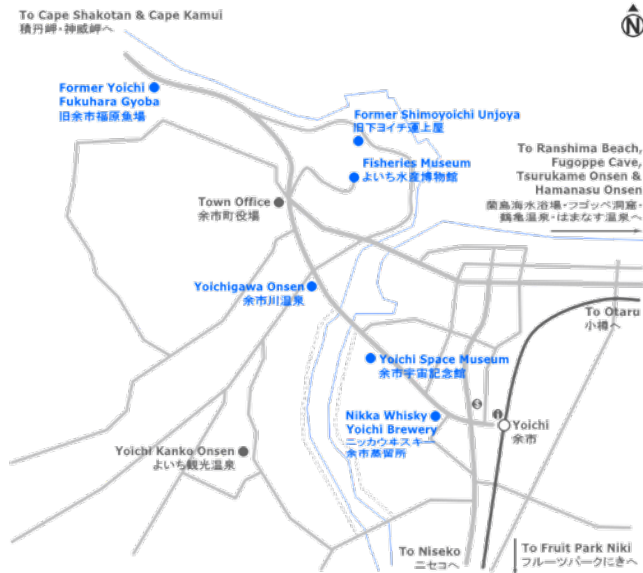 To Cape Shakotan & Cape Kamui
積丹岬・神威岬へ
N
Former Yoichi
Fukuhara Gyoba
旧余市福原魚場
Former Shimoyoichi Unjoya
旧下ヨイチ運上屋
Fisheries Museum
よいち水産博物館
To Ranshima Beach,
Fugoppe Cave,
Tsurukame Onsen &
Hamanasu Onsen
蘭島海水浴場・フゴッペ洞窟・
鶴亀温泉・はまなす温泉へ
Town Office
余市町役場
Yoichigawa Onsen
余市川温泉
To Otaru
小樽へ
Yoichi Space Museum
余市宇宙記念館
Nikka Whisky
Yoichi Brewery
ニッカウヰスキー
余市蒸留所
$
i
Yoichi
余市
Yoichi Kanko Onsen
よいち観光温泉
To Niseko
ニセコへ
To Fruit Park Niki
フルーツパークにきへ